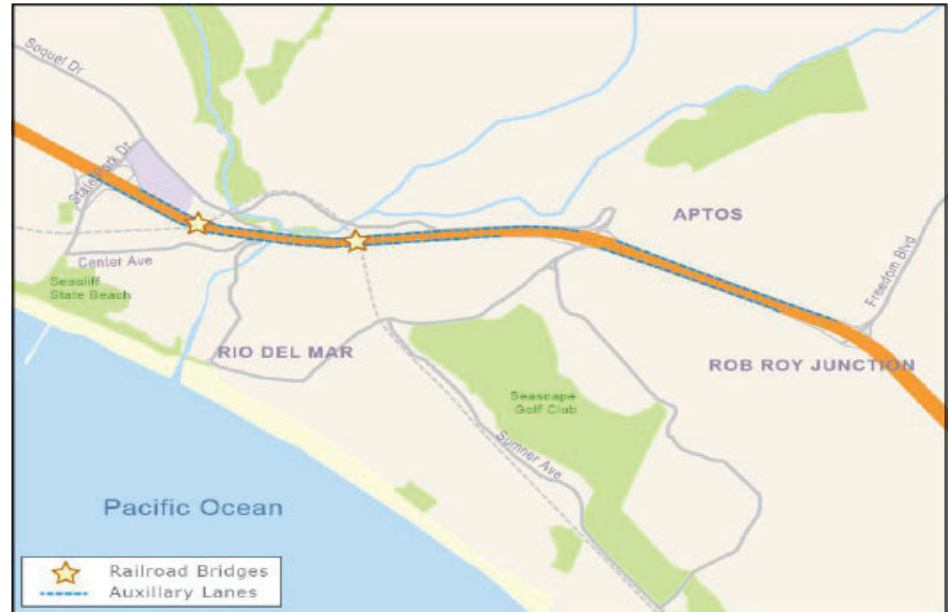 Soquel Dr
State Park Dr
APTOS
Center Ave
Freedom Blvd
Seacliff
State Beach
RIO DEL MAR
ROB ROY JUNCTION
Seascape
Golf Club
Sumner Ave
Pacific Ocean
Railroad Bridges
Auxillary Lanes